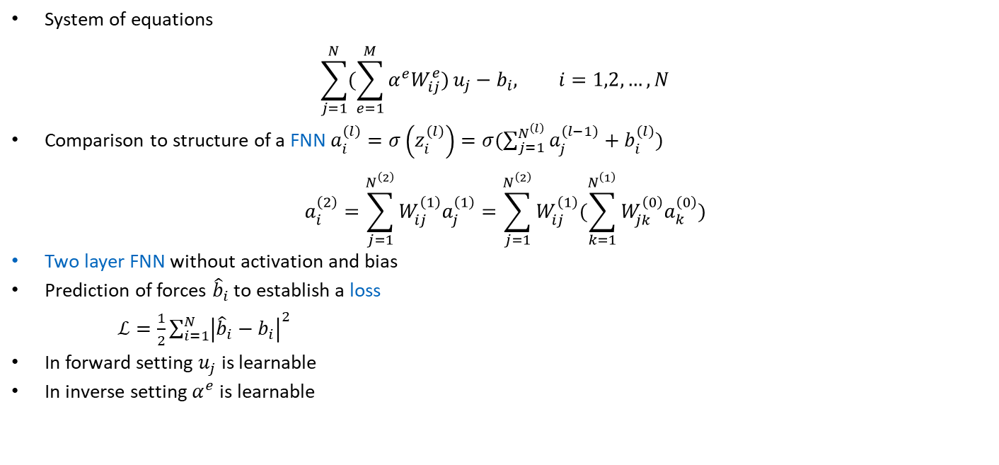 • System of equations
$\sum_{j=1}^{N}(\sum_{e=1}^{M} \alpha^e W_{ij}^e) u_j - b_i, \quad i = 1,2,\ldots,N$
• Comparison to structure of a FNN $a_i^{(l)} = \sigma\left(z_i^{(l)}\right) = \sigma(\sum_{j=1}^{N^{(l)}} a_j^{(l-1)} + b_i^{(l)})$
$a_i^{(2)} = \sum_{j=1}^{N^{(2)}} W_{ij}^{(1)} a_j^{(1)} = \sum_{j=1}^{N^{(2)}} W_{ij}^{(1)} (\sum_{k=1}^{N^{(1)}} W_{jk}^{(0)} a_k^{(0)})$
• Two layer FNN without activation and bias
• Prediction of forces $\hat{b}_i$ to establish a loss
$\mathcal{L} = \frac{1}{2} \sum_{i=1}^{N} \left|\hat{b}_i - b_i\right|^2$
• In forward setting $u_j$ is learnable
• In inverse setting $\alpha^e$ is learnable